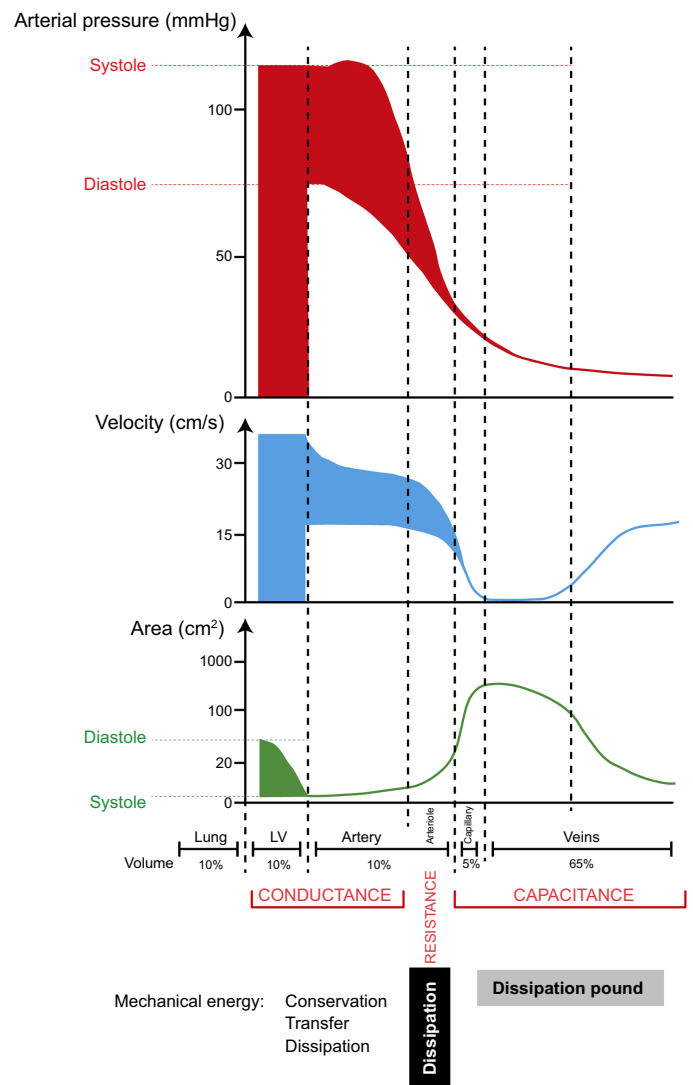 Arterial pressure (mmHg)
Systole
100
Diastole
50
0
Velocity (cm/s)
30
15
0
Area (cm²)
1000
100
Diastole
20
Systole
0
Arteriole
Capillary
Lung
LV
Artery
Veins
Volume
10%
10%
10%
5%
65%
CONDUCTANCE
RESISTANCE
CAPACITANCE
Mechanical energy:
Conservation
Transfer
Dissipation
Dissipation
Dissipation pound